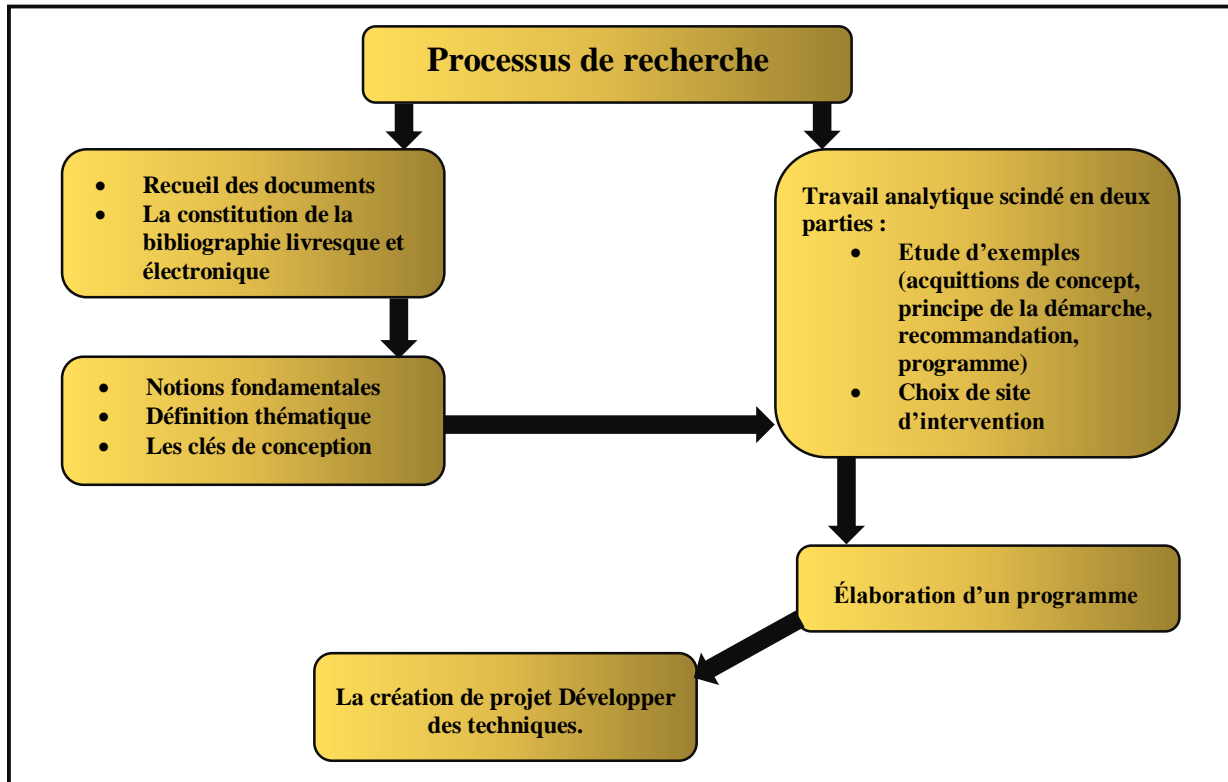 Processus de recherche
• Recueil des documents
• La constitution de la
bibliographie livresque et
électronique
• Notions fondamentales
• Définition thématique
• Les clés de conception
Travail analytique scindé en deux
parties :
• Etude d’exemples
(acquittions de concept,
principe de la démarche,
recommandation,
programme)
• Choix de site
d’intervention
Élaboration d’un programme
La création de projet Développer
des techniques.